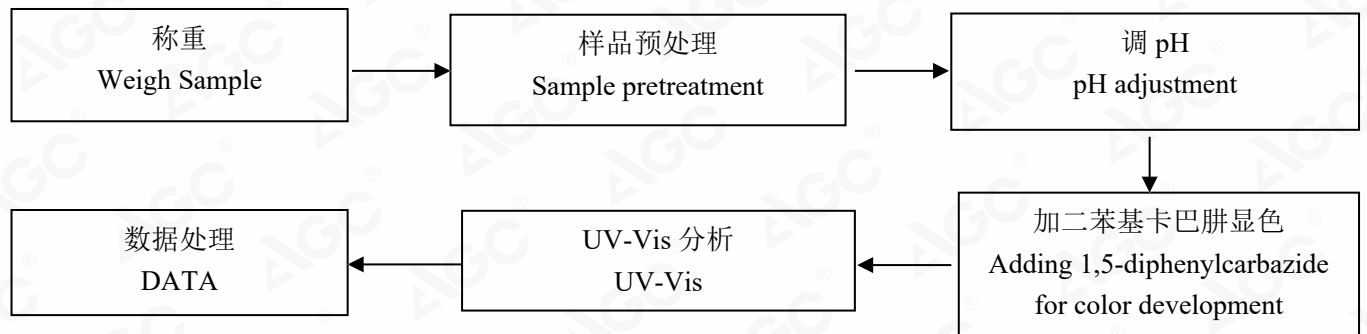 称重
Weigh Sample
样品预处理
Sample pretreatment
调 pH
pH adjustment
加二苯基卡巴肼显色
Adding 1,5-diphenylcarbazide
for color development
UV-Vis 分析
UV-Vis
数据处理
DATA